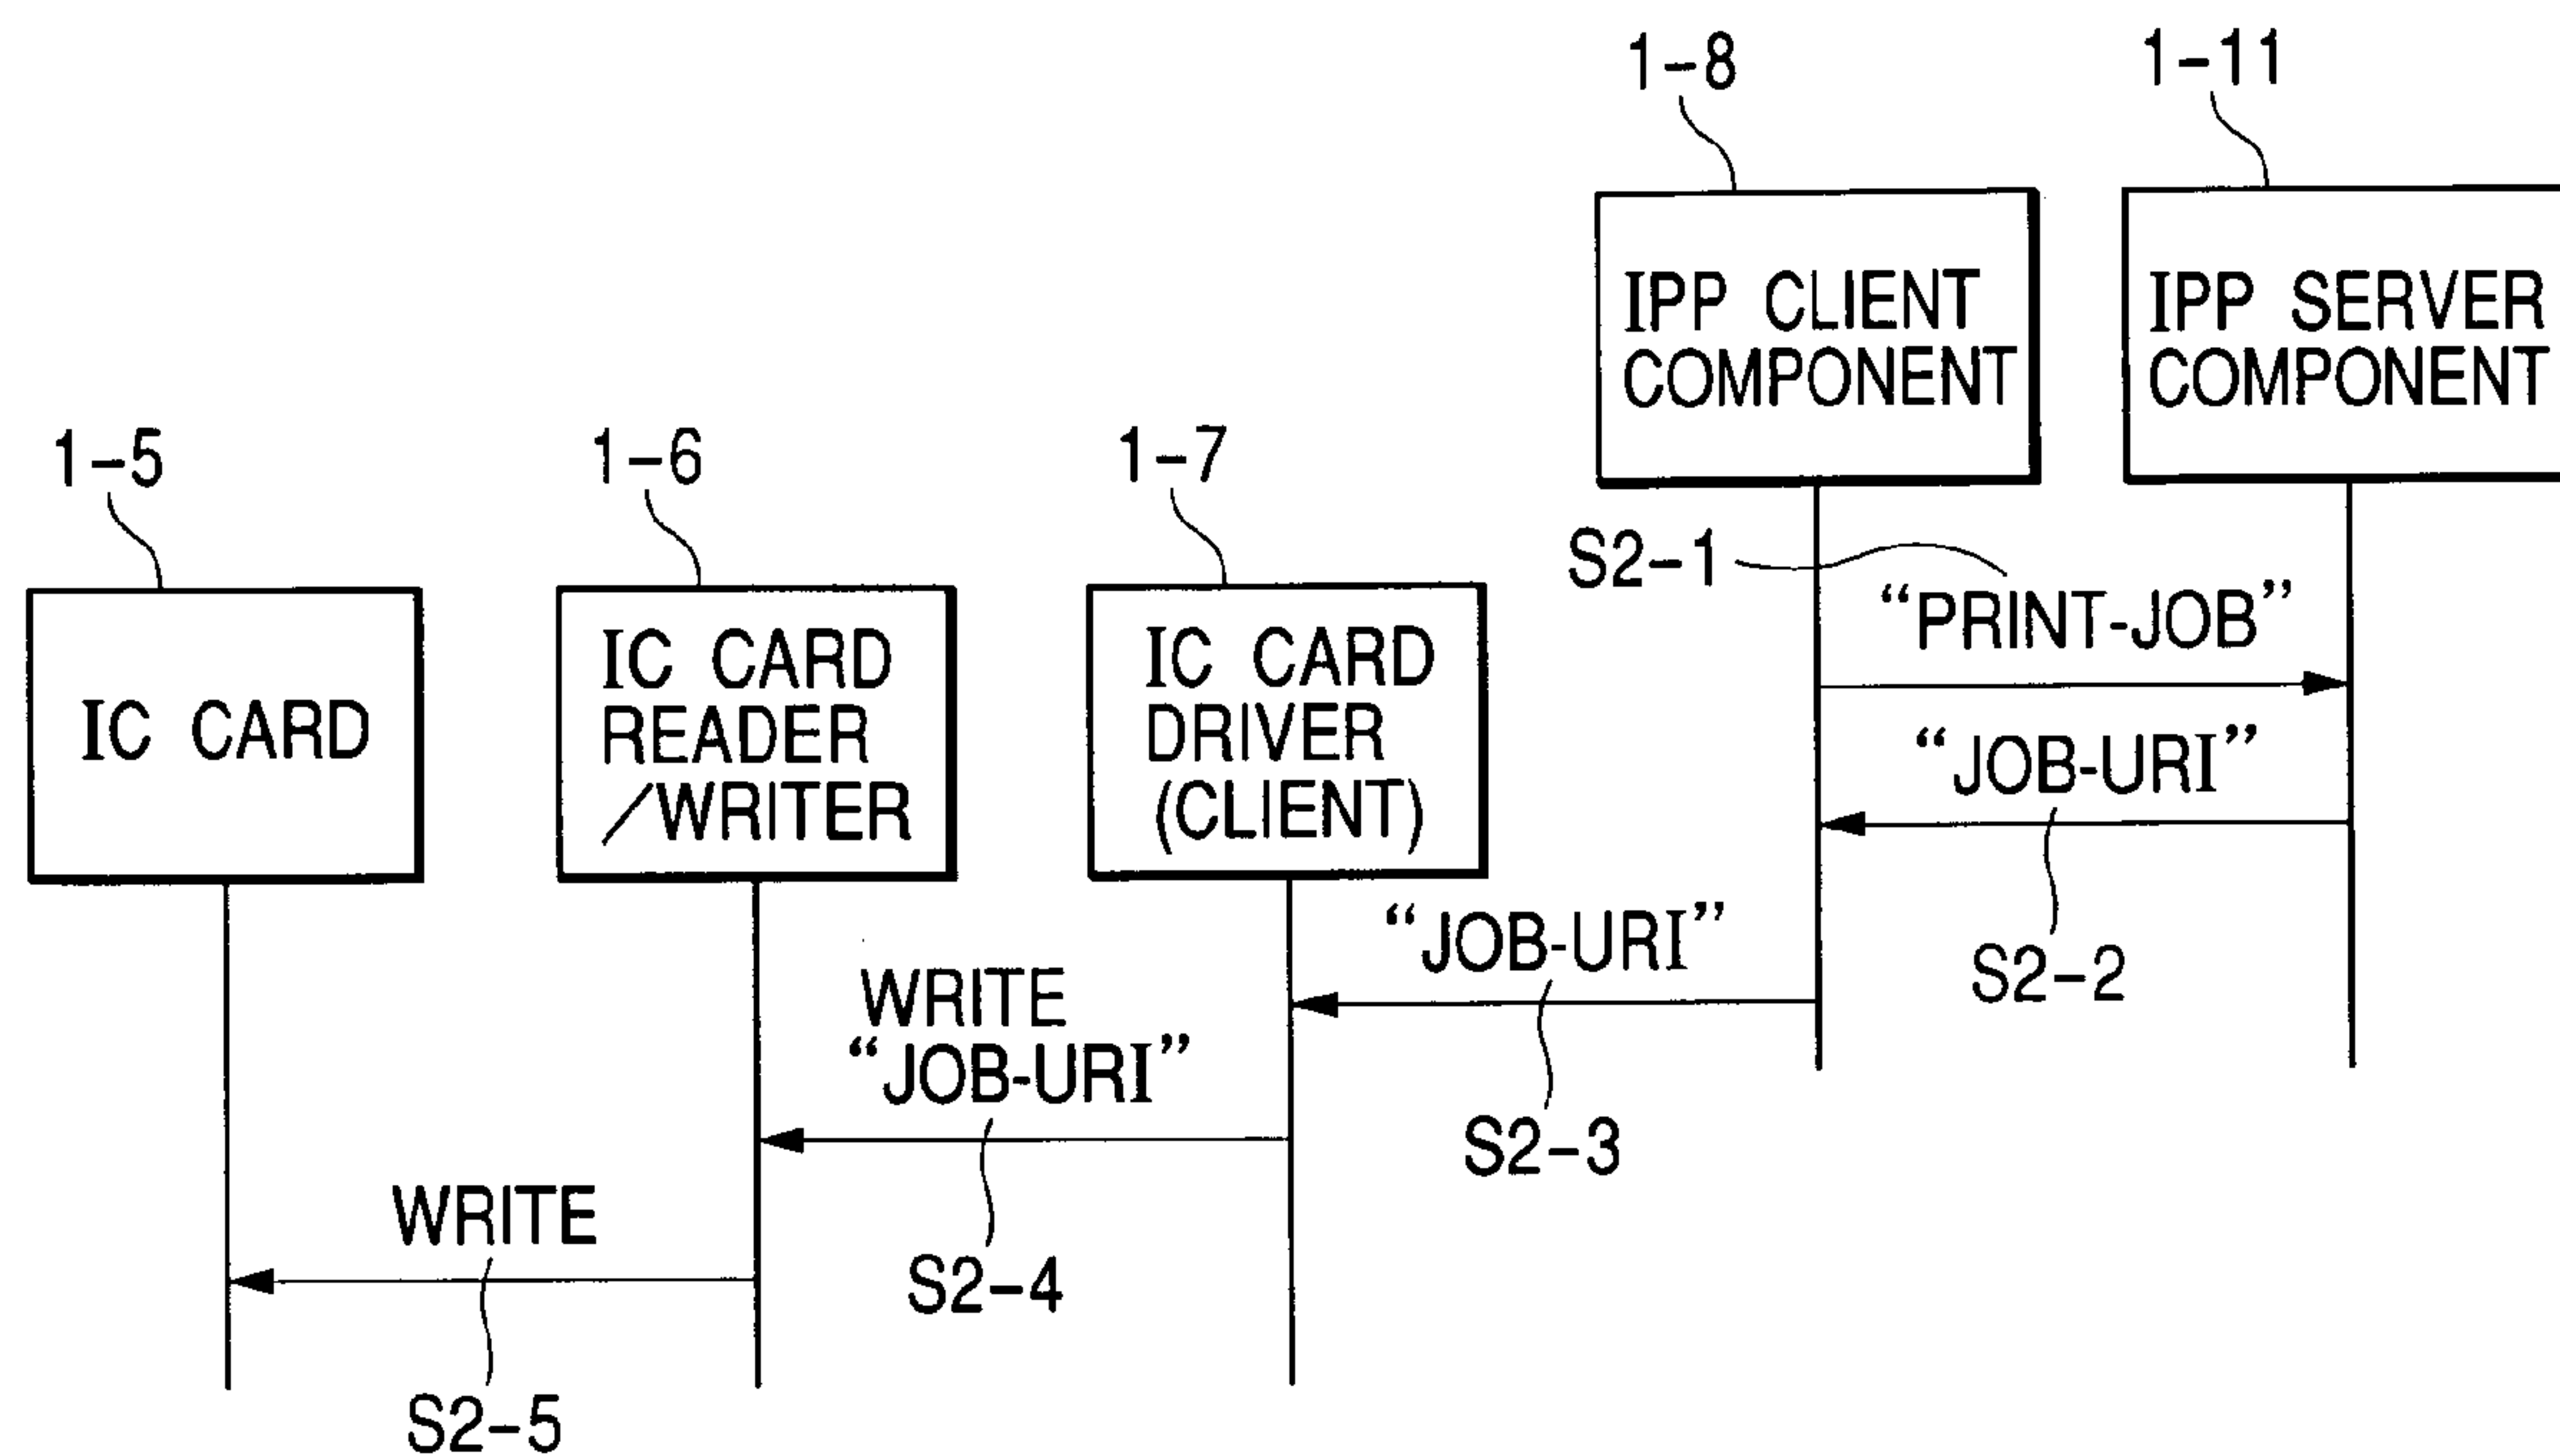 1-8
1-11
IPP CLIENT
COMPONENT
IPP SERVER
COMPONENT
1-5
1-6
1-7
IC CARD
IC CARD
READER
/WRITER
IC CARD
DRIVER
(CLIENT)
S2-1
“PRINT-JOB”
“JOB-URI”
S2-2
“JOB-URI”
S2-3
WRITE
“JOB-URI”
S2-4
WRITE
S2-5